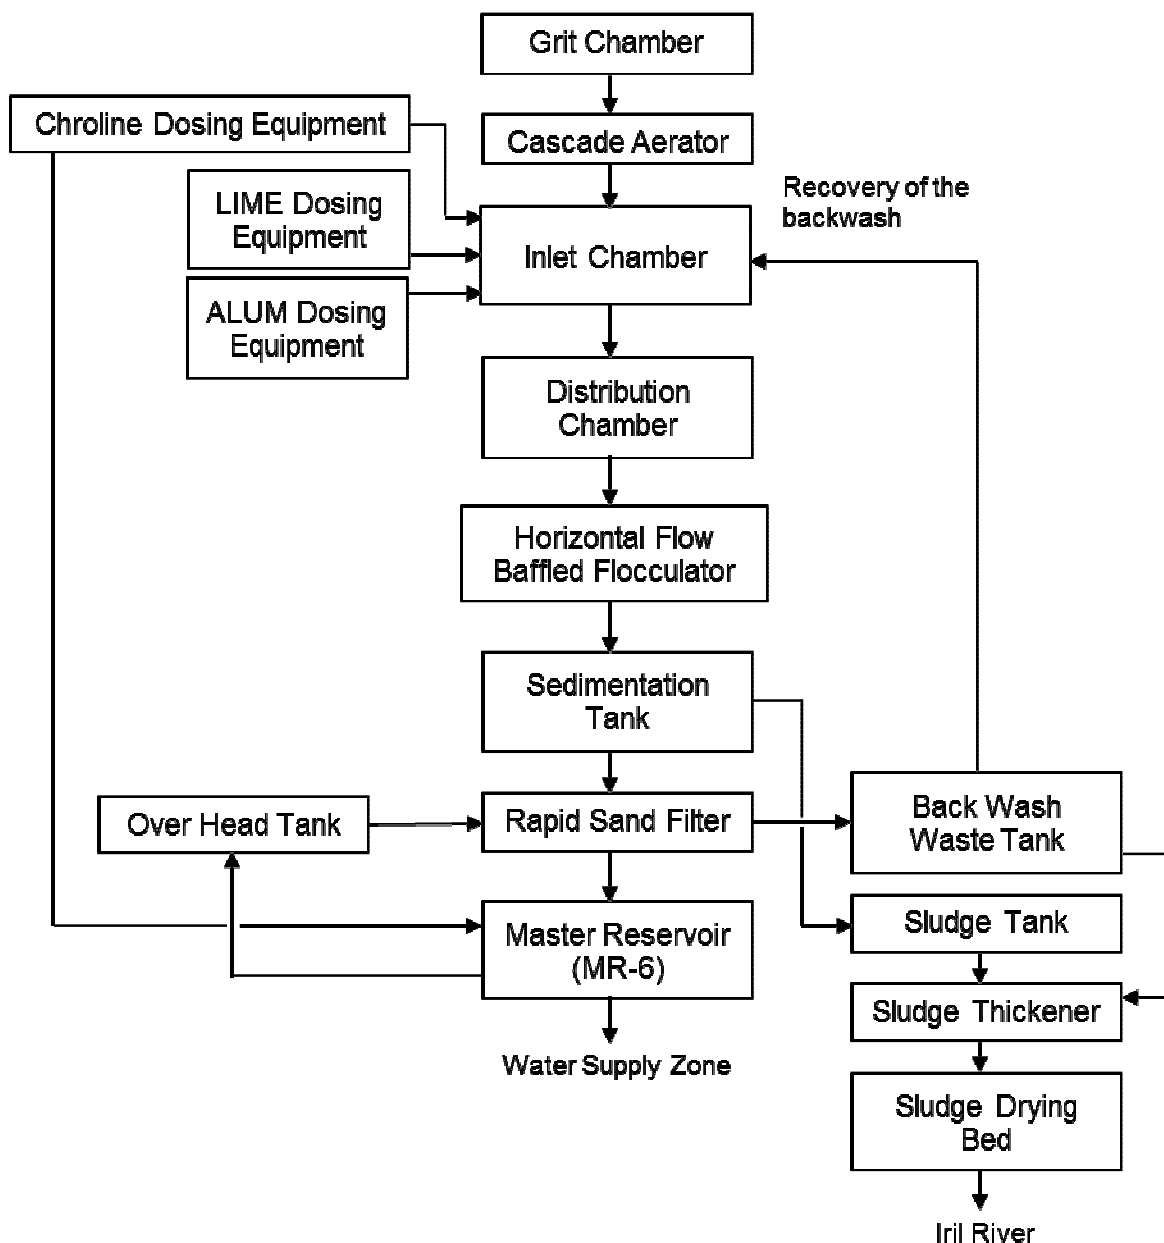 Grit Chamber
Chroline Dosing Equipment
Cascade Aerator
LIME Dosing
Equipment
Recovery of the
backwash
Inlet Chamber
ALUM Dosing
Equipment
Distribution
Chamber
Horizontal Flow
Baffled Flocculator
Sedimentation
Tank
Over Head Tank
Rapid Sand Filter
Back Wash
Waste Tank
Master Reservoir
(MR-6)
Sludge Tank
Sludge Thickener
Water Supply Zone
Sludge Drying
Bed
Iril River